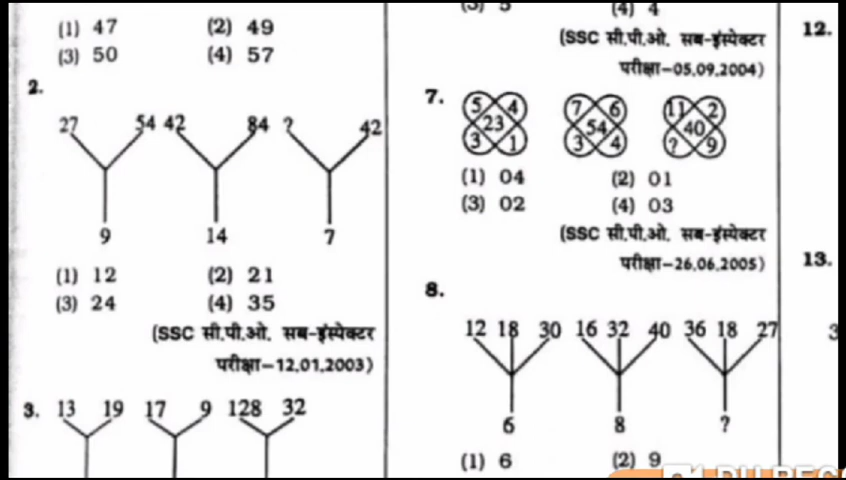 (1) 47 (2) 49
(3) 50 (4) 57
2.
27 54 42 84 ? 42
9 14 7
(1) 12 (2) 21
(3) 24 (4) 35
(SSC सी.पी.ओ. सब-इंस्पेक्टर
परीक्षा-12.01.2003)
3. 13 19 17 9 128 32
(3) 5 (4) 4
(SSC सी.पी.ओ. सब-इंस्पेक्टर
परीक्षा-05.09.2004)
7. 5 4 7 6 11 2
23 54 40
3 1 3 4 ? 9
(1) 04 (2) 01
(3) 02 (4) 03
(SSC सी.पी.ओ. सब-इंस्पेक्टर
परीक्षा-26.06.2005)
8.
12 18 30 16 32 40 36 18 27
6 8 ?
(1) 6 (2) 9
12.
13.
3